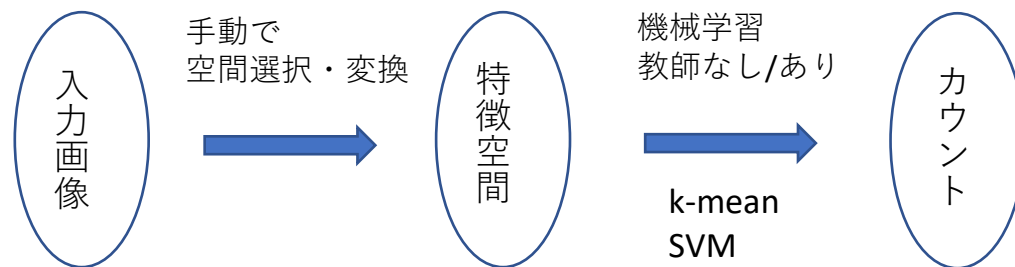 入力画像
手動で
空間選択・変換
特徴空間
機械学習
教師なし/あり
k-mean
SVM
カウント